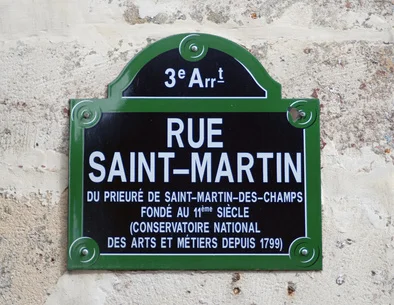 3e Arrt
RUE
SAINT–MARTIN
DU PRIEURÉ DE SAINT–MARTIN–DES–CHAMPS
FONDÉ AU 11ème SIÈCLE
(CONSERVATOIRE NATIONAL
DES ARTS ET MÉTIERS DEPUIS 1799)